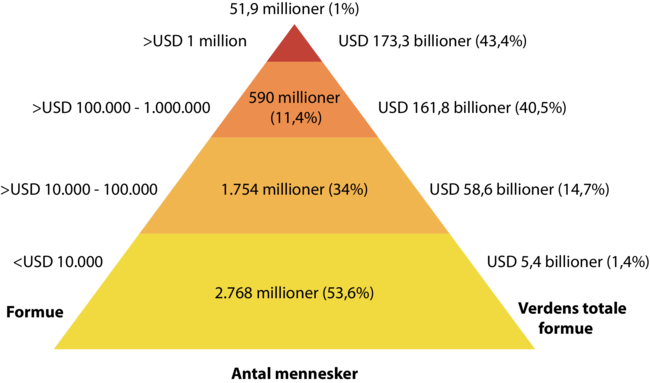 51,9 millioner (1%)
>USD 1 million
USD 173,3 billioner (43,4%)
>USD 100.000 - 1.000.000
590 millioner
(11,4%)
USD 161,8 billioner (40,5%)
>USD 10.000 - 100.000
1.754 millioner (34%)
USD 58,6 billioner (14,7%)
<USD 10.000
USD 5,4 billioner (1,4%)
2.768 millioner (53,6%)
Formue
Verdens totale
formue
Antal mennesker